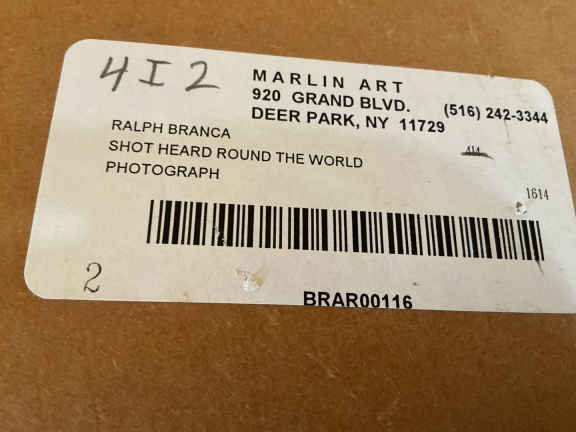 4I2
MARLIN ART
920 GRAND BLVD.
(516) 242-3344
DEER PARK, NY 11729
RALPH BRANCA
SHOT HEARD ROUND THE WORLD
PHOTOGRAPH
414
1614
2
BRAR00116